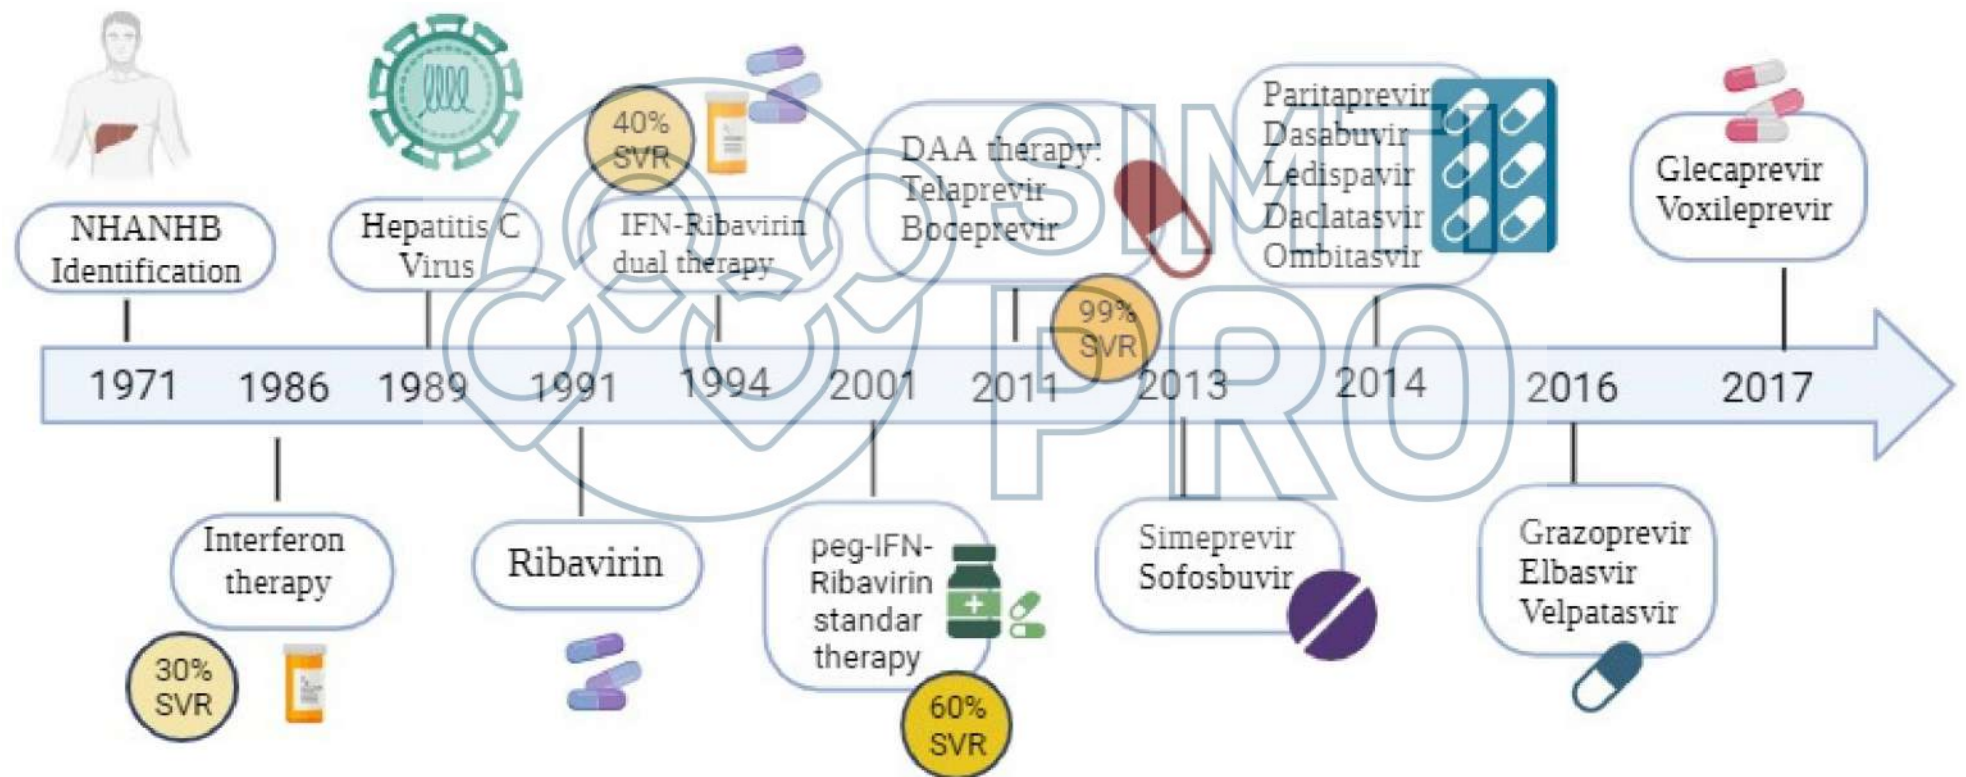 NHANHB
Identification
Hepatitis C
Virus
40%
SVR
IFN-Ribavirin
dual therapy
DAA therapy:
Telaprevir
Boceprevir
99%
SVR
Paritaprevir
Dasabuvir
Ledispavir
Daclatasvir
Ombitasvir
Glecaprevir
Voxileprevir
SIMTI
PRO
1971 1986 1989 1991 1994 2001 2011 2013 2014 2016 2017
Interferon
therapy
30%
SVR
Ribavirin
peg-IFN-
Ribavirin
standar
therapy
60%
SVR
Simeprevir
Sofosbuvir
Grazoprevir
Elbasvir
Velpatasvir